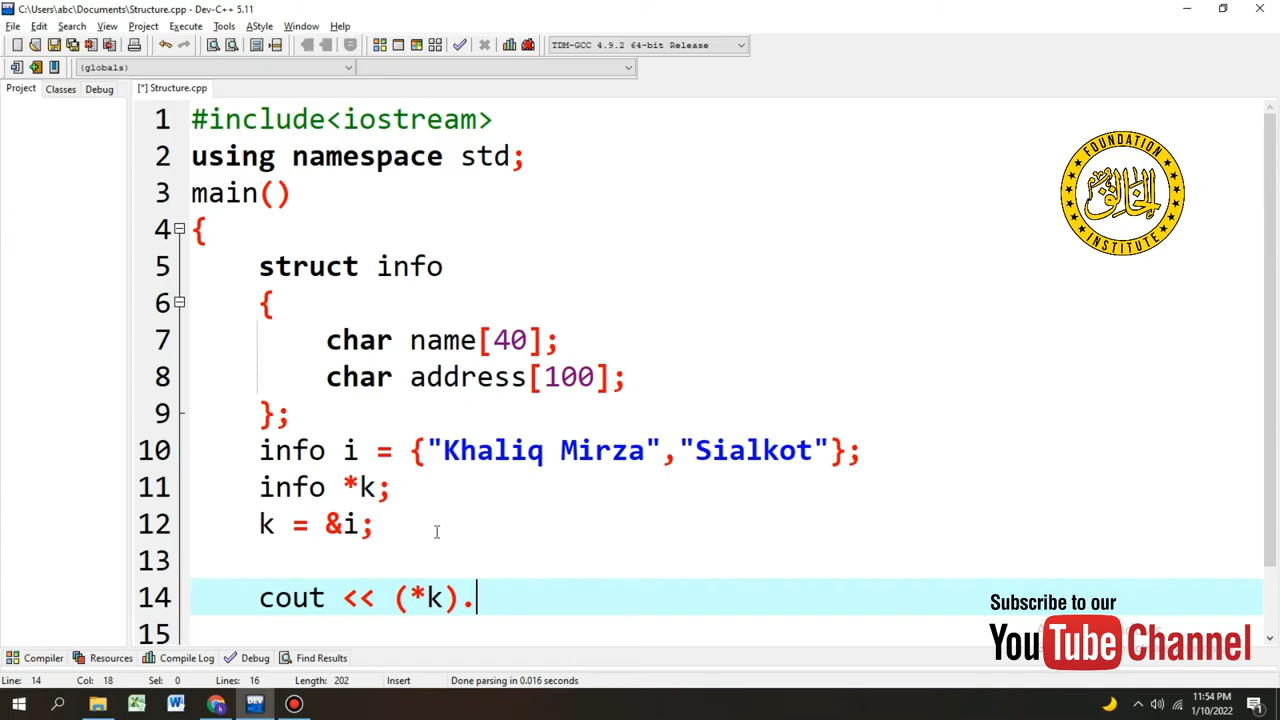 C:\Users\abc\Documents\Structure.cpp - Dev-C++ 5.11
File Edit Search View Project Execute Tools AStyle Window Help
TDM-GCC 4.9.2 64-bit Release
(globals)
Project Classes Debug [*] Structure.cpp
1 #include<iostream>
2 using namespace std;
3 main()
4 {
5 struct info
6 {
7 char name[40];
8 char address[100];
9 };
10 info i = {"Khaliq Mirza","Sialkot"};
11 info *k;
12 k = &i;
13
14 cout << (*k).
15
FOUNDATION
الخالق
INSTITUTE
Subscribe to our
YouTube Channel
Compiler Resources Compile Log Debug Find Results
Line: 14 Col: 18 Sel: 0 Lines: 16 Length: 202 Insert Done parsing in 0.016 seconds
DEV
11:54 PM
1/10/2022